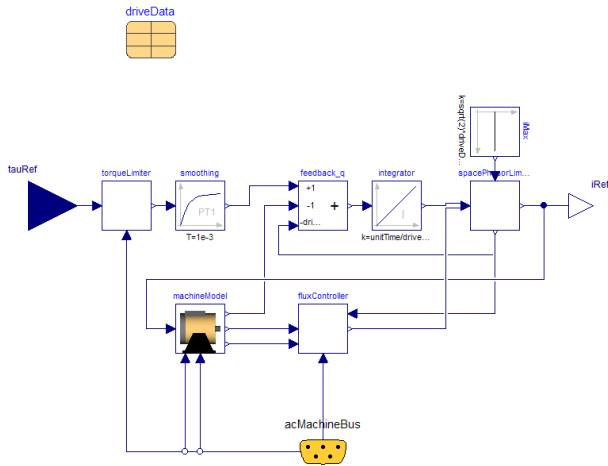 driveData
k=sqrt(2)*driveD...
iMax
tauRef
torqueLimiter
smoothing
feedback_q
integrator
spacePhasorLim...
iRef
+1
-1
+
-dri...
PT1
I
T=1e-3
k=unitTime/drive...
machineModel
fluxController
acMachineBus